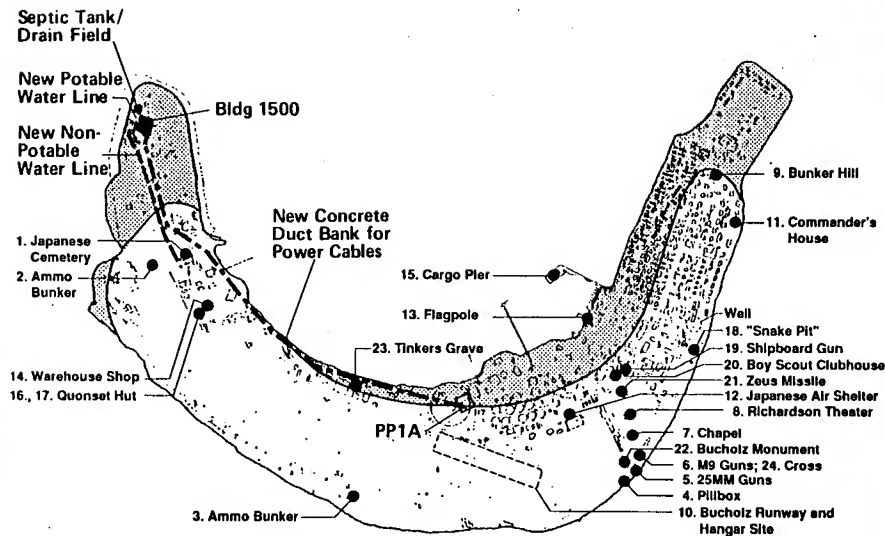 Septic Tank/
Drain Field
New Potable
Water Line
Bldg 1500
New Non-
Potable
Water Line
9. Bunker Hill
New Concrete
Duct Bank for
Power Cables
11. Commander's
House
1. Japanese
Cemetery
2. Ammo
Bunker
15. Cargo Pier
13. Flagpole
Well
18. "Snake Pit"
19. Shipboard Gun
23. Tinkers Grave
20. Boy Scout Clubhouse
14. Warehouse Shop
21. Zeus Missile
16., 17. Quonset Hut
12. Japanese Air Shelter
PP1A
8. Richardson Theater
7. Chapel
22. Bucholz Monument
6. M9 Guns; 24. Cross
5. 25MM Guns
4. Pillbox
3. Ammo Bunker
10. Bucholz Runway and
Hangar Site